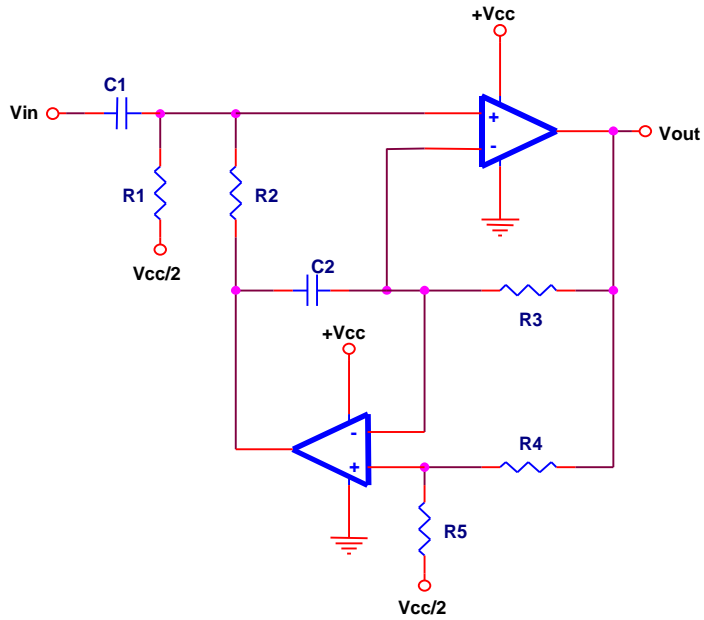 +Vcc
C1
Vin
+
-
Vout
R1
R2
Vcc/2
C2
R3
+Vcc
-
+
R4
R5
Vcc/2